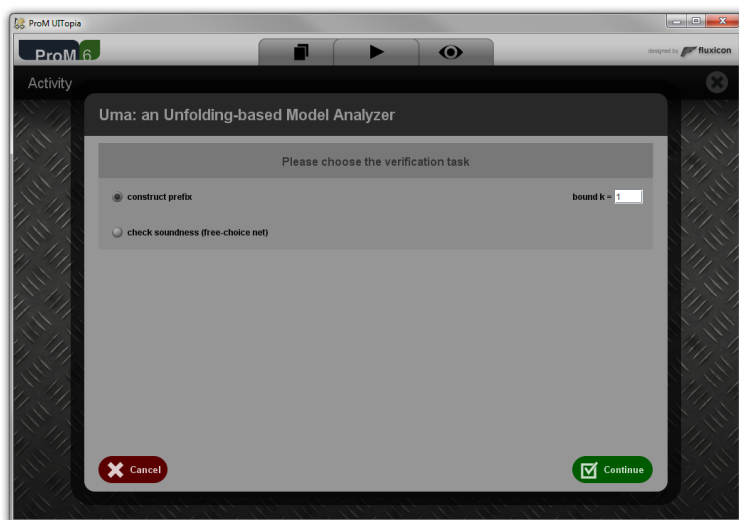 ProM UITopia
ProM 6
designed by fluxicon
Activity
Uma: an Unfolding-based Model Analyzer
Please choose the verification task
construct prefix
bound k = 1
check soundness (free-choice net)
Cancel
Continue